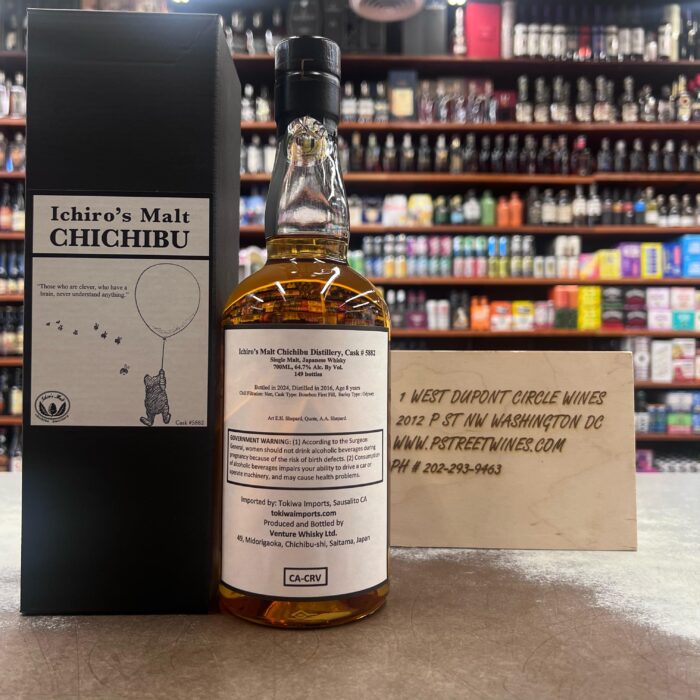 Ichiro's Malt
CHICHIBU
"Those who are clever, who have a
brain, never understand anything."
Ichiro's Malt
Cask #5882
Ichiro's Malt Chichibu Distillery, Cask # 5882
Single Malt, Japanese Whisky
700ML, 64.7% Alc. By Vol.
149 bottles
Bottled in 2024, Distilled in 2016, Age 8 years
Chill Filtration: Non, Cask Type: Bourbon First Fill, Barley Type: Odyssey
Art E.H. Shepard, Quote, A.A. Shepard.
GOVERNMENT WARNING: (1) According to the Surgeon
General, women should not drink alcoholic beverages during
pregnancy because of the risk of birth defects. (2) Consumption
of alcoholic beverages impairs your ability to drive a car or
operate machinery, and may cause health problems.
Imported by: Tokiwa Imports, Sausalito CA
tokiwaimports.com
Produced and Bottled by
Venture Whisky Ltd.
49, Midorigaoka, Chichibu-shi, Saitama, Japan
CA-CRV
1 WEST DUPONT CIRCLE WINES
2012 P ST NW WASHINGTON DC
WWW.PSTREETWINES.COM
PH # 202-293-9463